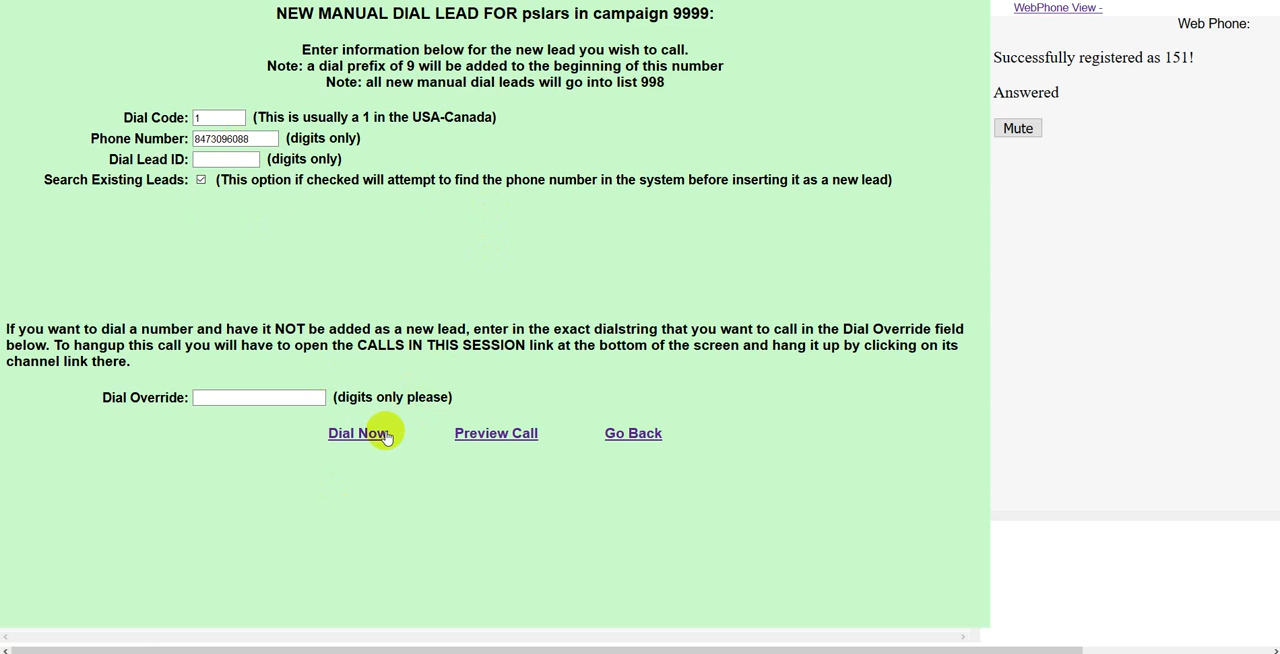 NEW MANUAL DIAL LEAD FOR pslars in campaign 9999:
WebPhone View -
Web Phone:
Enter information below for the new lead you wish to call.
Note: a dial prefix of 9 will be added to the beginning of this number
Note: all new manual dial leads will go into list 998
Successfully registered as 151!
Answered
Mute
Dial Code: 1 (This is usually a 1 in the USA-Canada)
Phone Number: 8473096088 (digits only)
Dial Lead ID: (digits only)
Search Existing Leads: (This option if checked will attempt to find the phone number in the system before inserting it as a new lead)
If you want to dial a number and have it NOT be added as a new lead, enter in the exact dialstring that you want to call in the Dial Override field
below. To hangup this call you will have to open the CALLS IN THIS SESSION link at the bottom of the screen and hang it up by clicking on its
channel link there.
Dial Override: (digits only please)
Dial Now Preview Call Go Back